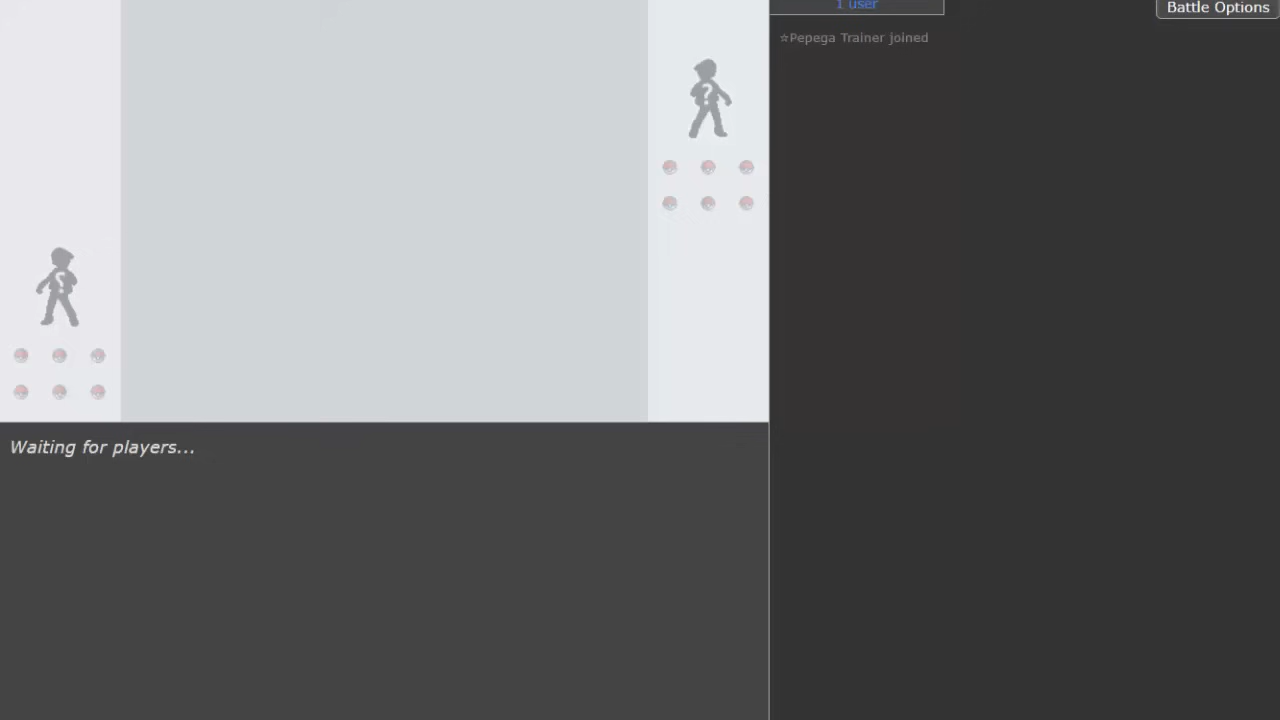 1 user
Battle Options
☆Pepega Trainer joined
Waiting for players...